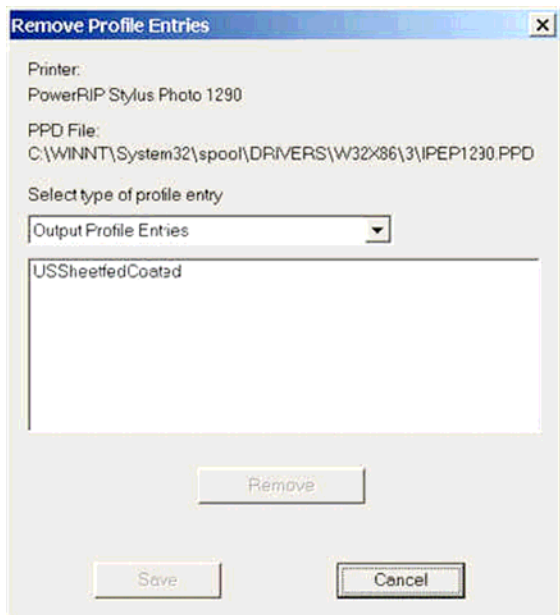 Remove Profile Entries
Printer:
PowerRIP Stylus Photo 1290
PPD File:
C:\WINNT\System32\spool\DRIVERS\W32X86\3\IPEP1290.PPD
Select type of profile entry
Output Profile Entries
USSheetfedCoated
Remove
Save
Cancel